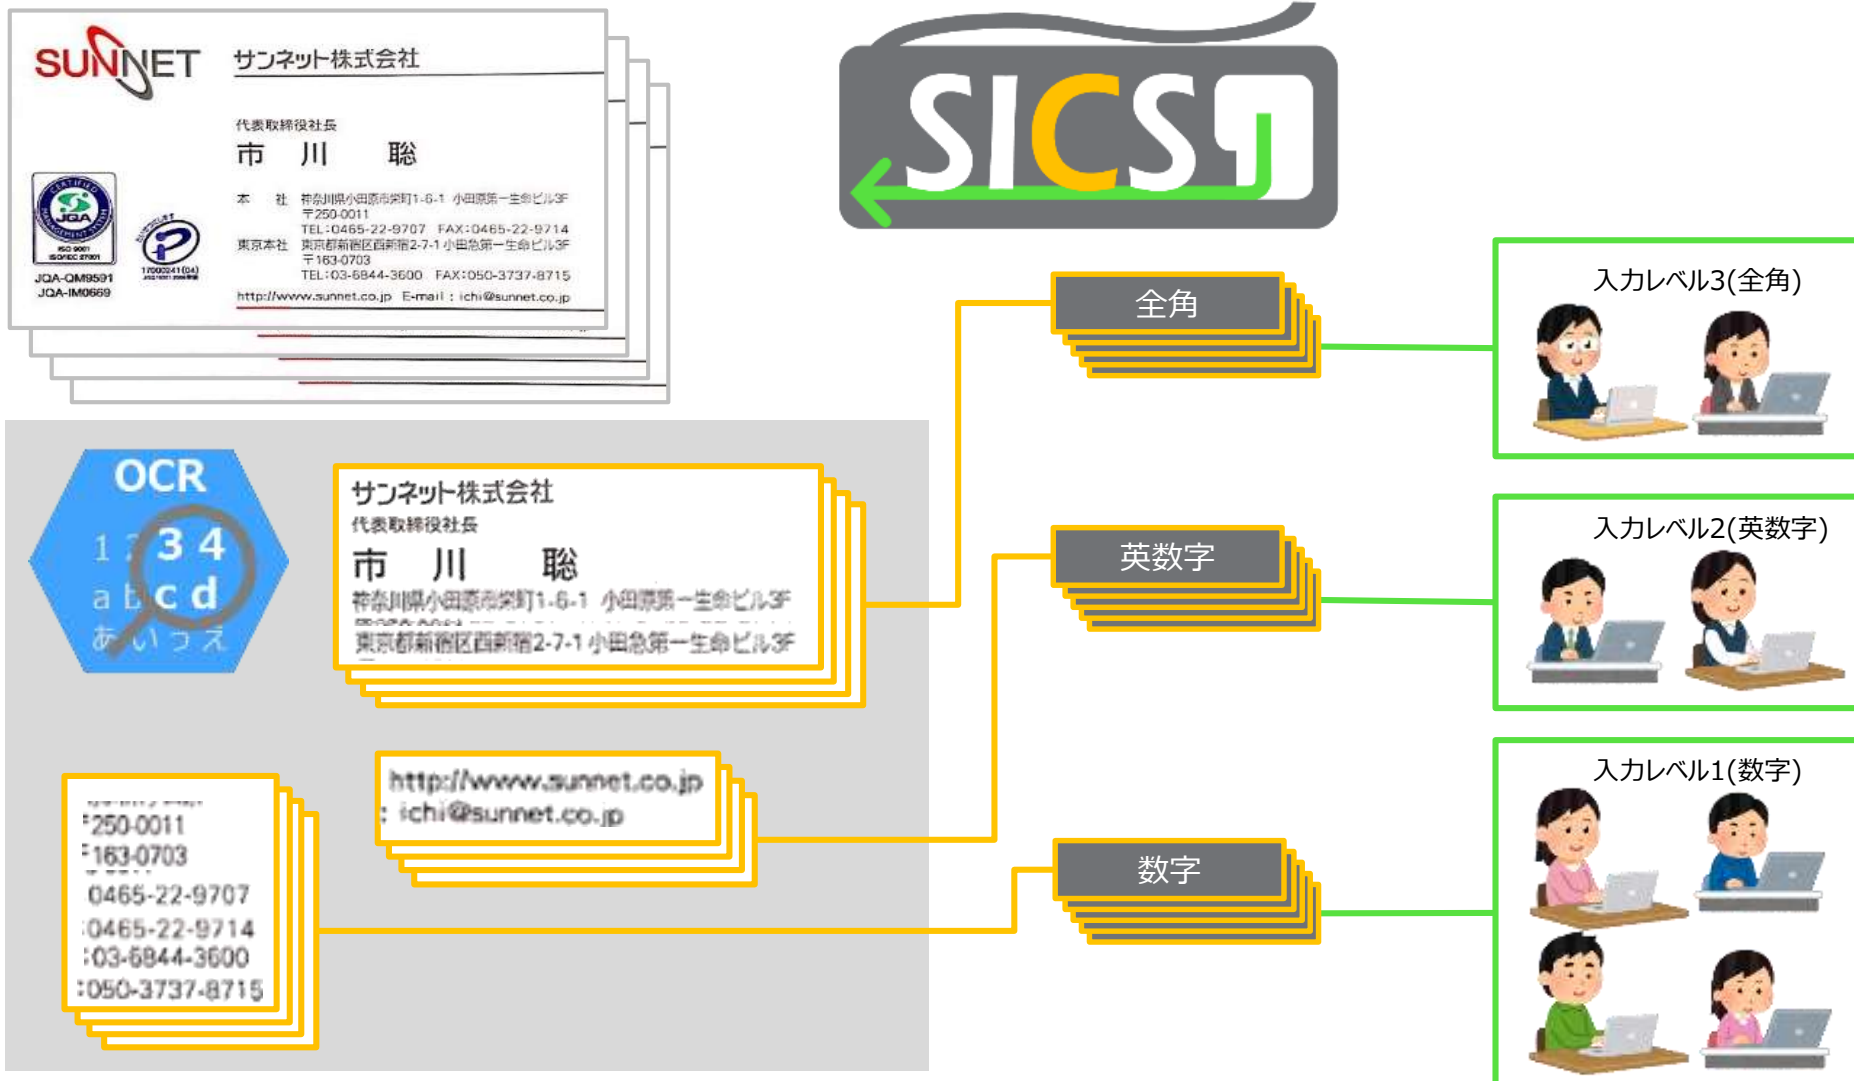 SUNNET
サンネット株式会社
代表取締役社長
市 川 聡
本 社 神奈川県小田原市栄町1-6-1 小田原第一生命ビル3F
〒250-0011
TEL:0465-22-9707 FAX:0465-22-9714
東京本社 東京都新宿区西新宿2-7-1 小田急第一生命ビル3F
〒163-0703
TEL:03-6844-3600 FAX:050-3737-8715
http://www.sunnet.co.jp E-mail : ichi@sunnet.co.jp
CERTIFIED
JQA
MANAGEMENT SYSTEM
ISO 9001
ISO/IEC 27001
JQA-QM9591
JQA-IM0669
17000241(04)
SICS
OCR
1 2 3 4
a b c d
あ い う え
サンネット株式会社
代表取締役社長
市 川 聡
神奈川県小田原市栄町1-6-1 小田原第一生命ビル3F
東京都新宿区西新宿2-7-1 小田急第一生命ビル3F
http://www.sunnet.co.jp
: ichi@sunnet.co.jp
〒250-0011
〒163-0703
0465-22-9707
:0465-22-9714
:03-6844-3600
:050-3737-8715
全角
英数字
数字
入力レベル3(全角)
入力レベル2(英数字)
入力レベル1(数字)